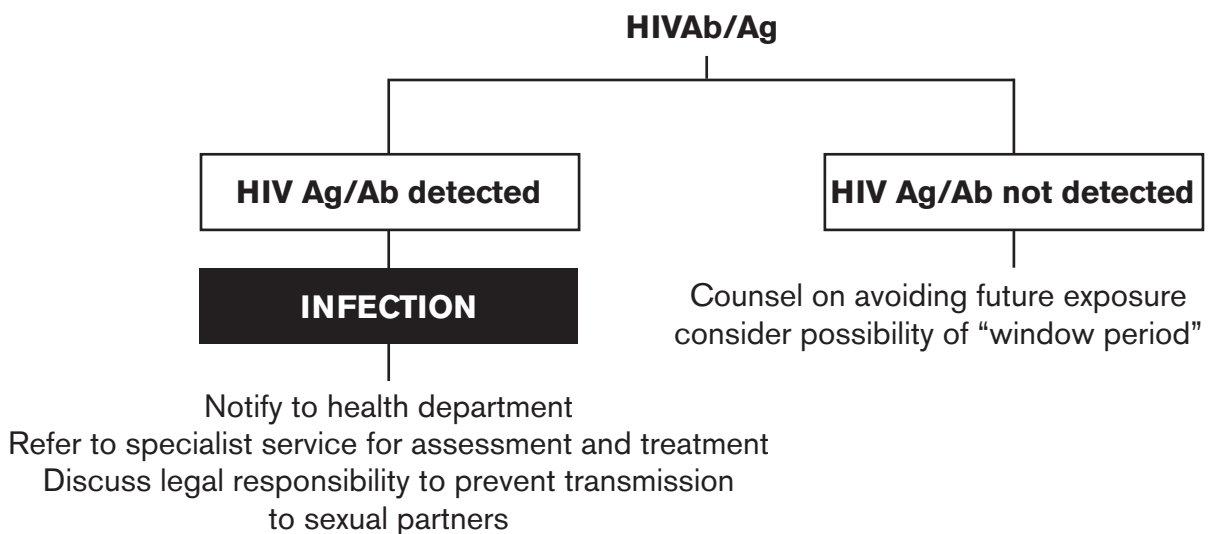 HIVAb/Ag
HIV Ag/Ab detected
HIV Ag/Ab not detected
INFECTION
Counsel on avoiding future exposure
consider possibility of “window period”
Notify to health department
Refer to specialist service for assessment and treatment
Discuss legal responsibility to prevent transmission
to sexual partners